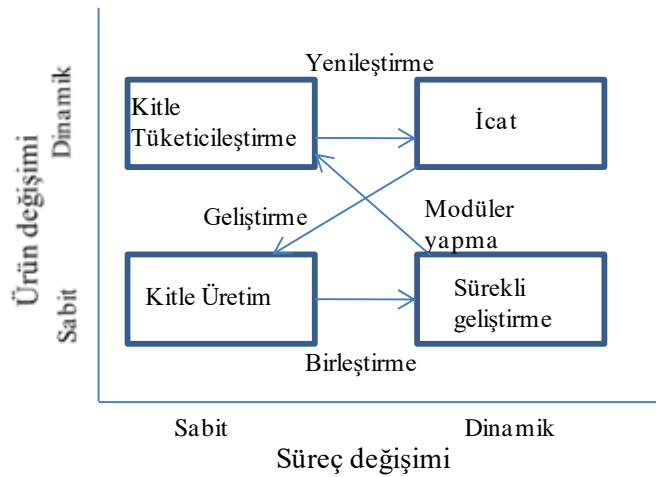 Yenileştirme
Kitle
Tüketicileştirme
İcat
Geliştirme
Modüler
yapma
Kitle Üretim
Sürekli
geliştirme
Birleştirme
Ürün değişimi
Dinamik
Sabit
Sabit
Dinamik
Süreç değişimi